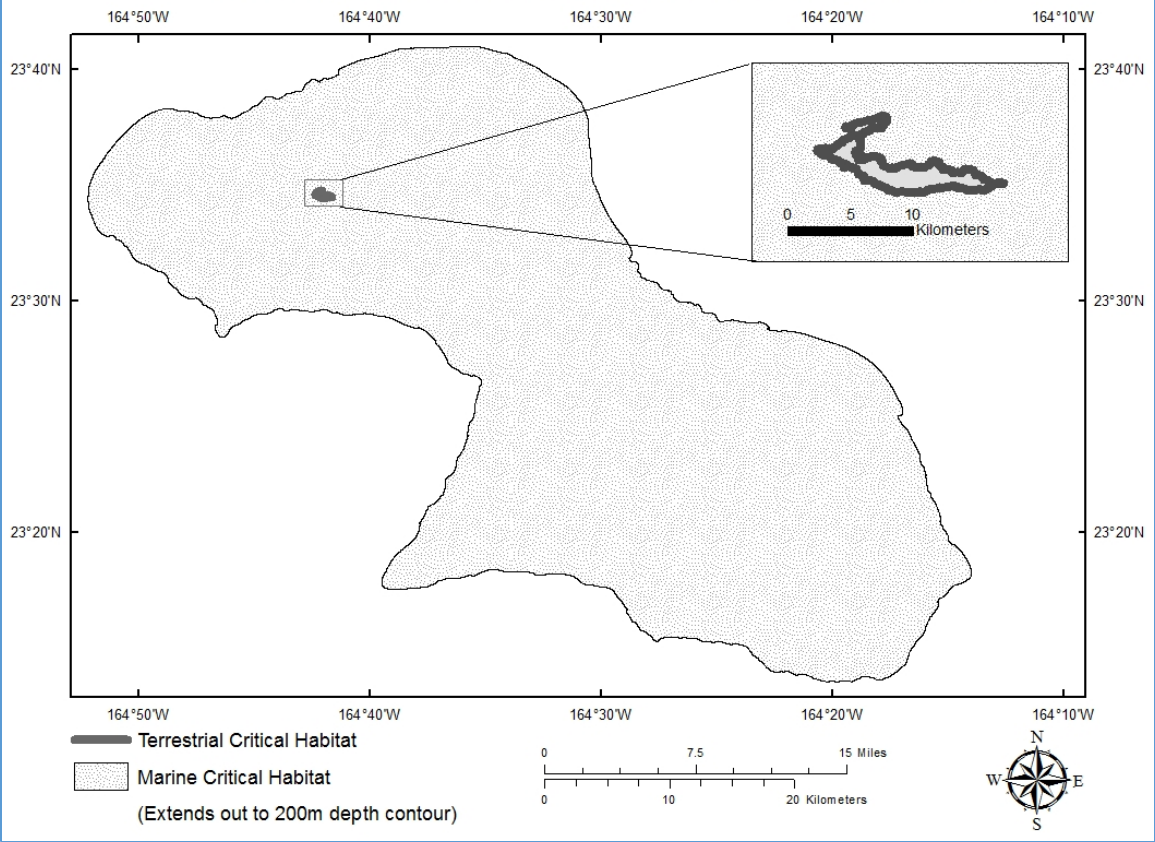 164°50'W 164°40'W 164°30'W 164°20'W 164°10'W
23°40'N 23°40'N
0 5 10
Kilometers
23°30'N 23°30'N
23°20'N 23°20'N
164°50'W 164°40'W 164°30'W 164°20'W 164°10'W
Terrestrial Critical Habitat
Marine Critical Habitat
(Extends out to 200m depth contour)
0 7.5 15 Miles
0 10 20 Kilometers
N
W E
S